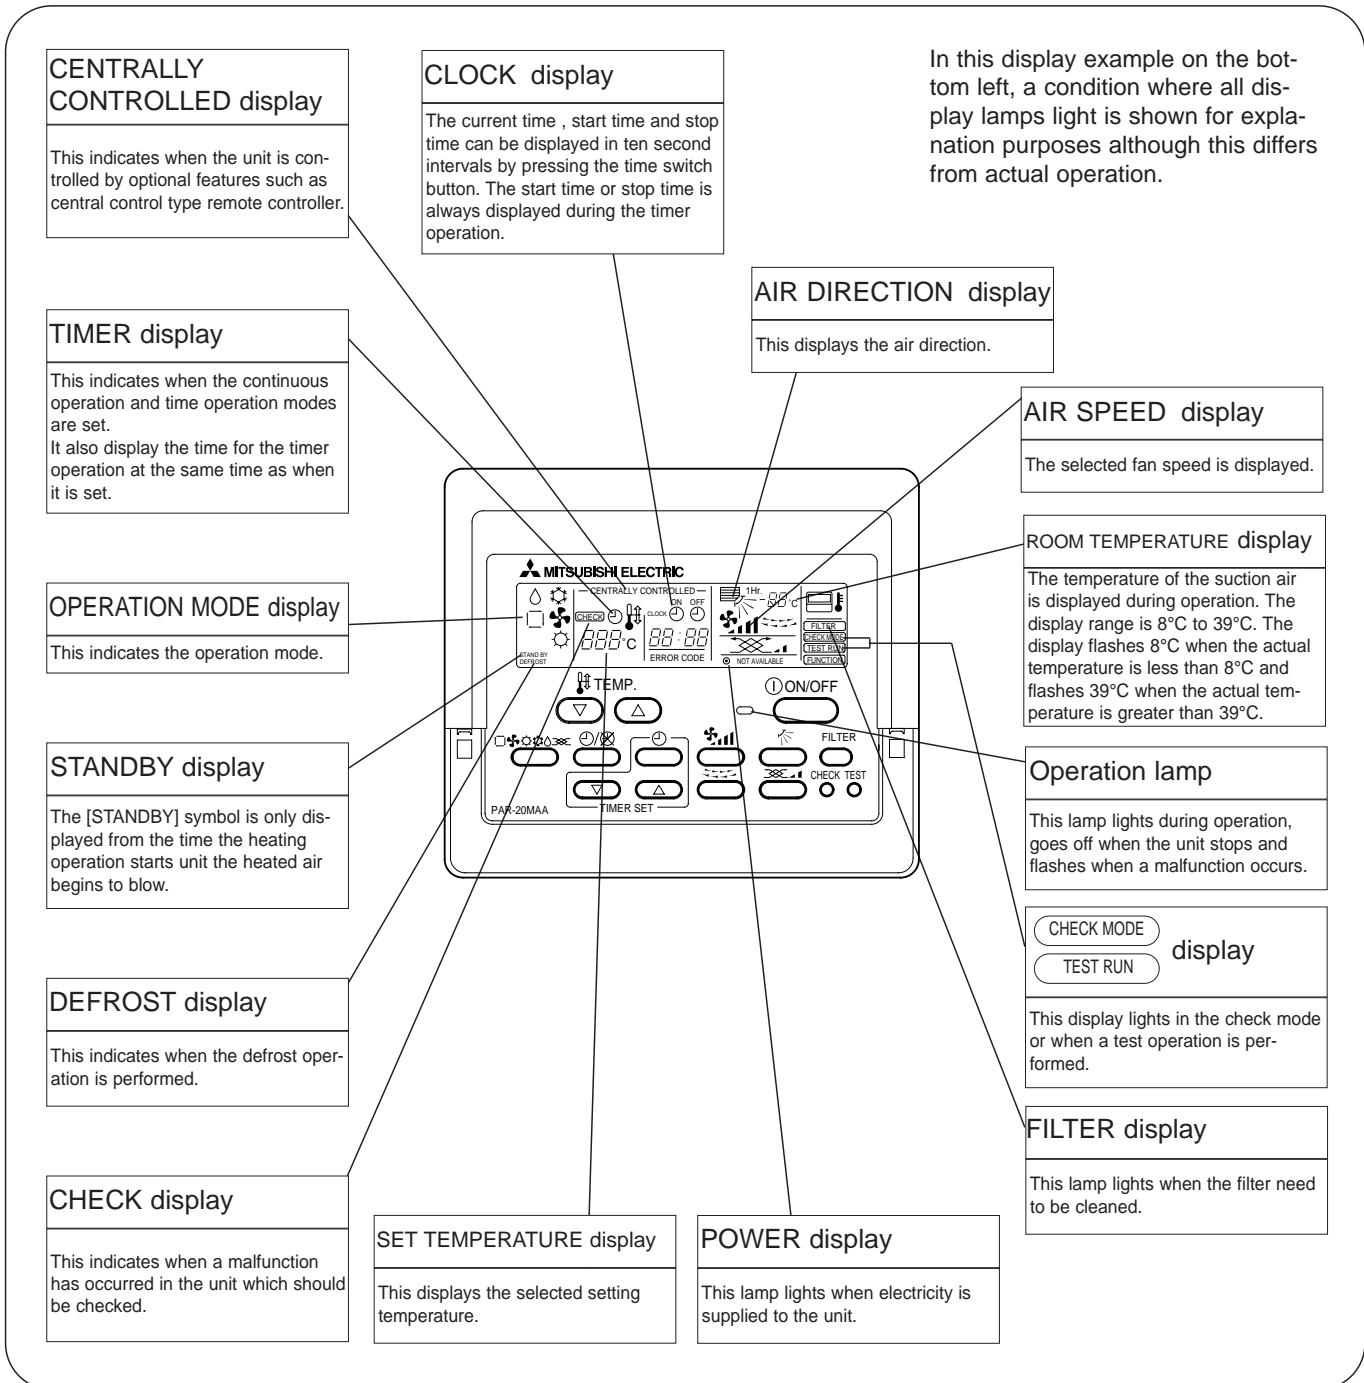 CENTRALLY
CONTROLLED display
This indicates when the unit is con-
trolled by optional features such as
central control type remote controller.
CLOCK display
The current time , start time and stop
time can be displayed in ten second
intervals by pressing the time switch
button. The start time or stop time is
always displayed during the timer
operation.
In this display example on the bot-
tom left, a condition where all dis-
play lamps light is shown for expla-
nation purposes although this differs
from actual operation.
TIMER display
This indicates when the continuous
operation and time operation modes
are set.
It also display the time for the timer
operation at the same time as when
it is set.
AIR DIRECTION display
This displays the air direction.
AIR SPEED display
The selected fan speed is displayed.
ROOM TEMPERATURE display
The temperature of the suction air
is displayed during operation. The
display range is 8°C to 39°C. The
display flashes 8°C when the actual
temperature is less than 8°C and
flashes 39°C when the actual tem-
perature is greater than 39°C.
OPERATION MODE display
This indicates the operation mode.
MITSUBISHI ELECTRIC
CENTRALLY CONTROLLED
ON OFF
1Hr.
-88°C
CHECK
CLOCK
888°C
88:88
ERROR CODE
STAND BY
DEFROST
NOT AVAILABLE
FILTER
CHECK MODE
TEST RUN
FUNCTION
TEMP.
ON/OFF
FILTER
CHECK TEST
PAR-20MAA
TIMER SET
STANDBY display
The [STANDBY] symbol is only dis-
played from the time the heating
operation starts unit the heated air
begins to blow.
Operation lamp
This lamp lights during operation,
goes off when the unit stops and
flashes when a malfunction occurs.
CHECK MODE
TEST RUN
display
This display lights in the check mode
or when a test operation is per-
formed.
DEFROST display
This indicates when the defrost oper-
ation is performed.
FILTER display
This lamp lights when the filter need
to be cleaned.
CHECK display
This indicates when a malfunction
has occurred in the unit which should
be checked.
SET TEMPERATURE display
This displays the selected setting
temperature.
POWER display
This lamp lights when electricity is
supplied to the unit.